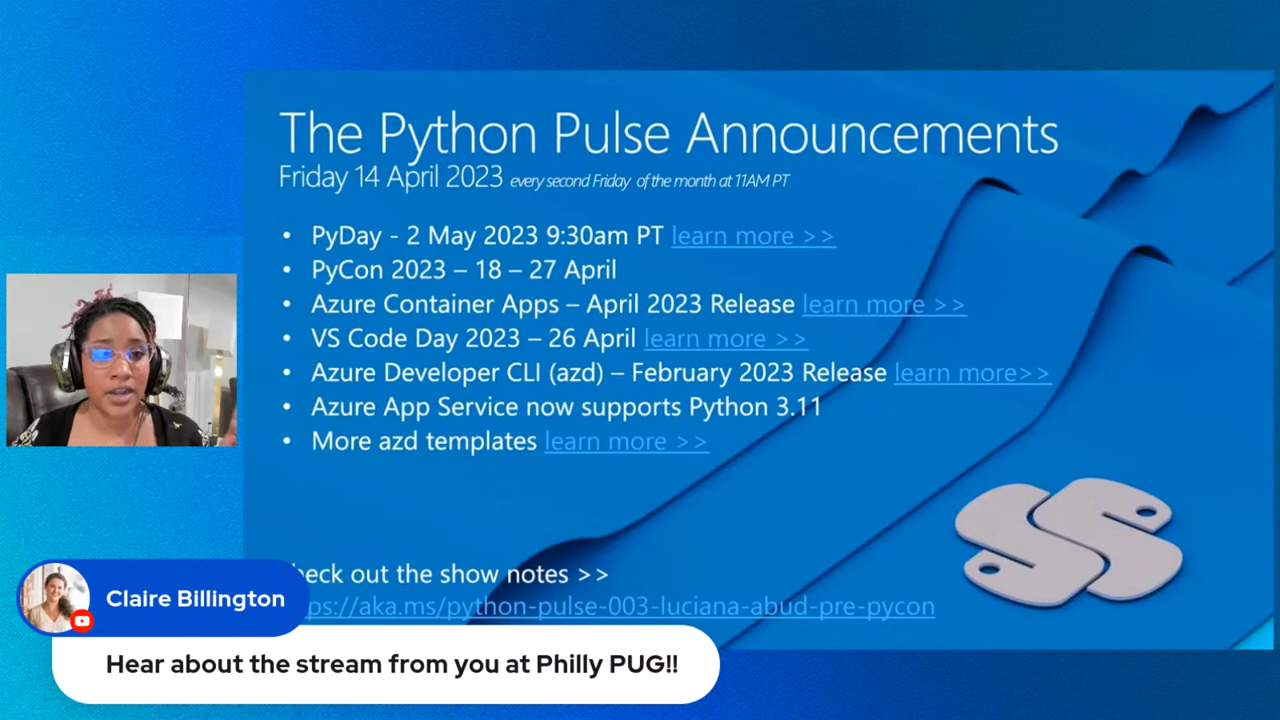 The Python Pulse Announcements
Friday 14 April 2023 every second Friday of the month at 11AM PT
• PyDay - 2 May 2023 9:30am PT learn more >>
• PyCon 2023 – 18 – 27 April
• Azure Container Apps – April 2023 Release learn more >>
• VS Code Day 2023 – 26 April learn more >>
• Azure Developer CLI (azd) – February 2023 Release learn more>>
• Azure App Service now supports Python 3.11
• More azd templates learn more >>
heck out the show notes >>
ps://aka.ms/python-pulse-003-luciana-abud-pre-pycon
Claire Billington
Hear about the stream from you at Philly PUG!!